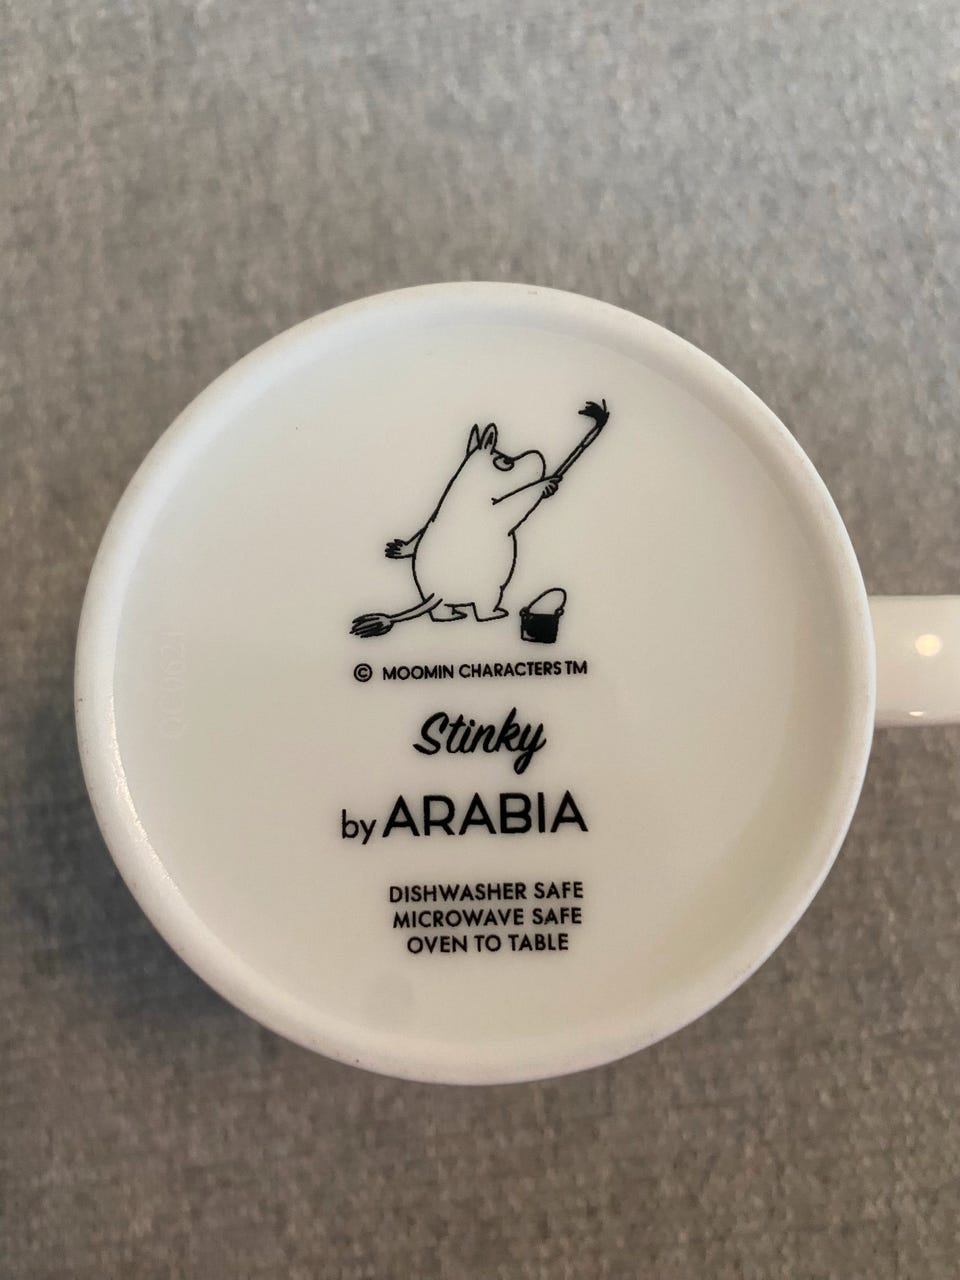 © MOOMIN CHARACTERS TM
Stinky
by ARABIA
DISHWASHER SAFE
MICROWAVE SAFE
OVEN TO TABLE